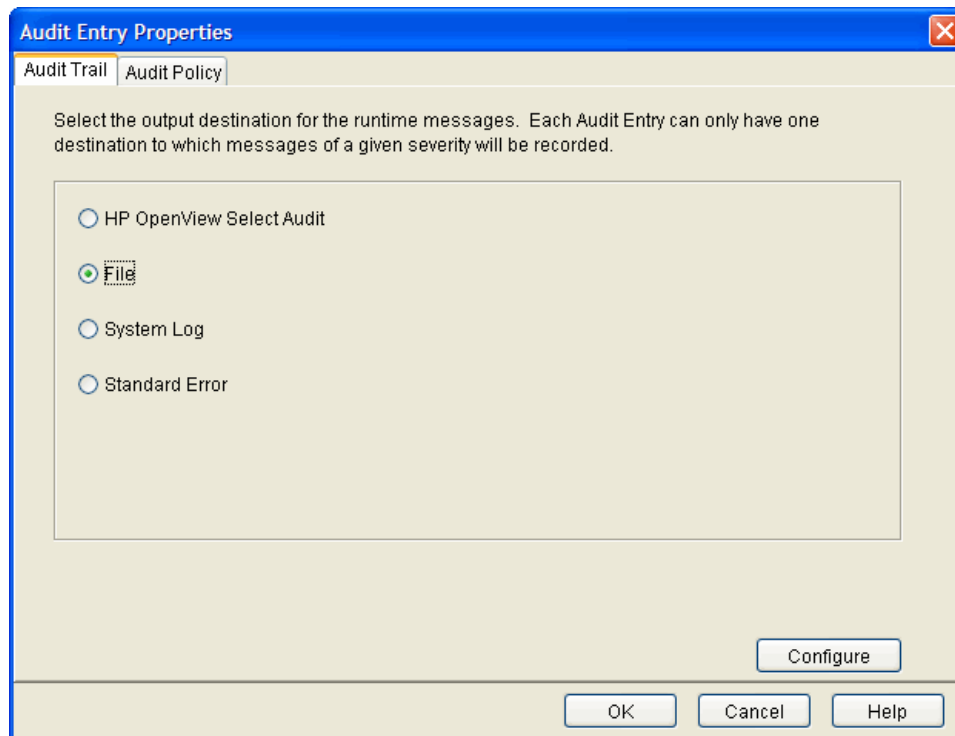 Audit Entry Properties
Audit Trail Audit Policy
Select the output destination for the runtime messages. Each Audit Entry can only have one
destination to which messages of a given severity will be recorded.
HP OpenView Select Audit
File
System Log
Standard Error
Configure
OK Cancel Help